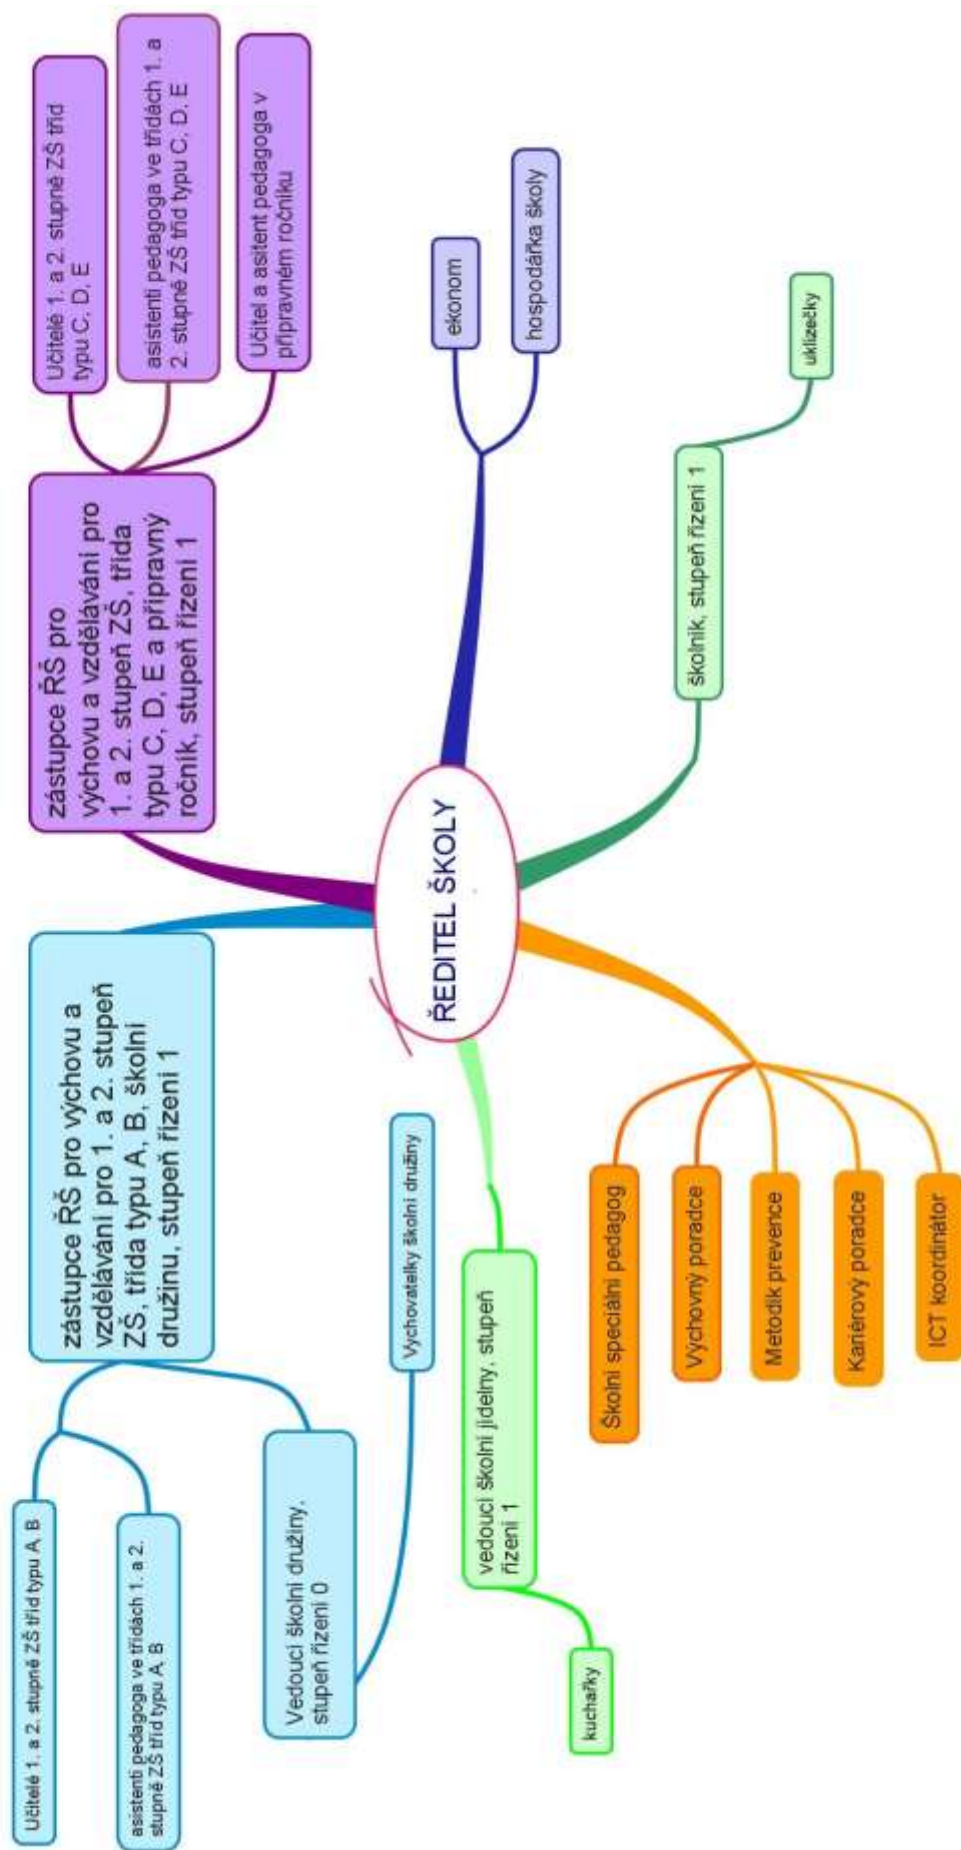 Učitelé 1. a 2. stupně ZŠ tříd typu A, B
asistenti pedagoga ve třídách 1. a 2.
stupně ZŠ tříd typu A, B
Vedoucí školní družiny,
stupeň řízení 0
Vychovatelky školní družiny
zástupce ŘŠ pro výchovu a
vzdělávání pro 1. a 2. stupeň
ZŠ, třída typu A, B, školní
družinu, stupeň řízení 1
zástupce ŘŠ pro
výchovu a vzdělávání pro
1. a 2. stupeň ZŠ, třída
typu C, D, E a přípravný
ročník, stupeň řízení 1
Učitelé 1. a 2. stupně ZŠ tříd
typu C, D, E
asistenti pedagoga ve třídách 1. a
2. stupně ZŠ tříd typu C, D, E
Učitel a asitent pedagoga v
přípravném ročníku
ŘEDITEL ŠKOLY
ekonom
hospodářka školy
kuchařky
vedoucí školní jídelny, stupeň
řízení 1
školník, stupeň řízení 1
uklízečky
Školní speciální pedagog
Výchovný poradce
Metodik prevence
Kariérový poradce
ICT koordinátor